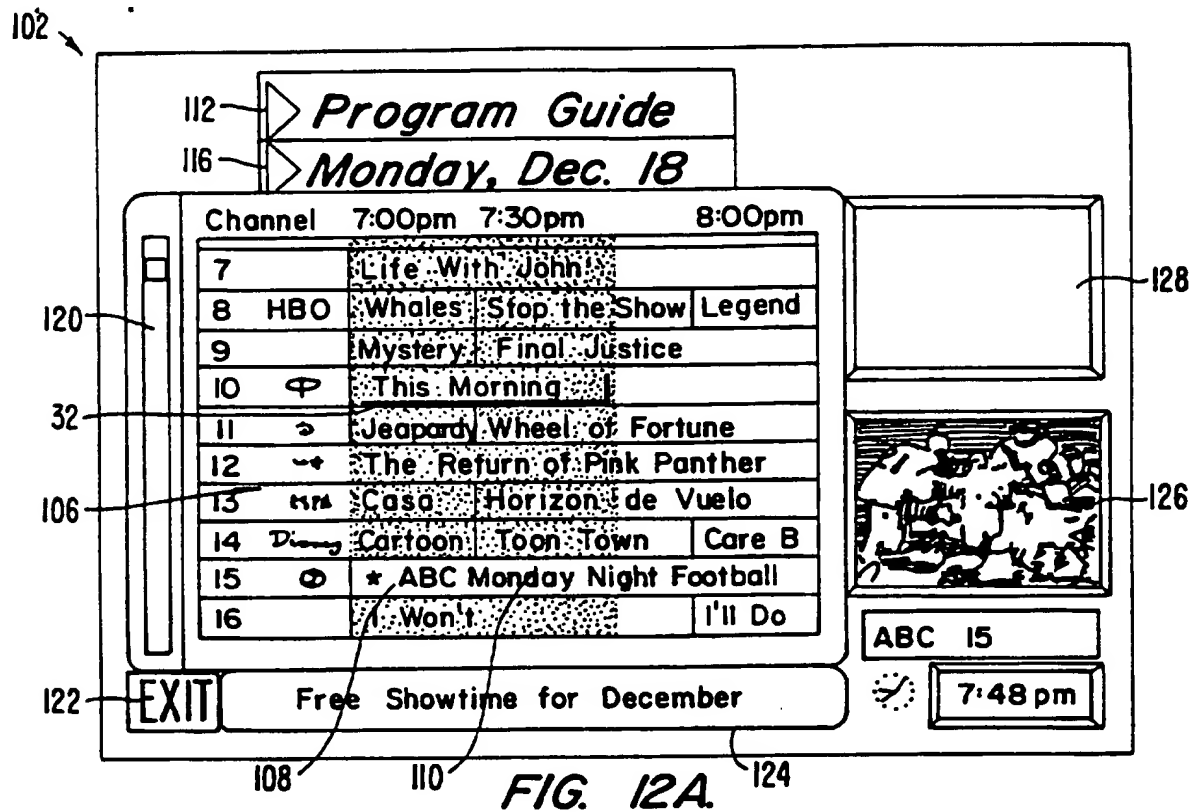 102
112
Program Guide
116
Monday, Dec. 18
Channel 7:00pm 7:30pm 8:00pm
7 Life With John
8 HBO Whales Stop the Show Legend
128
120
9 Mystery Final Justice
10 This Morning
32
11 Jeapardy Wheel of Fortune
12 The Return of Pink Panther
106
13 Casa Horizon de Vuelo
126
14 Disney Cartoon Toon Town Care B
15 * ABC Monday Night Football
16 I Won't I'll Do
ABC 15
122
EXIT
Free Showtime for December
7:48 pm
108
110
124
FIG. 12A.